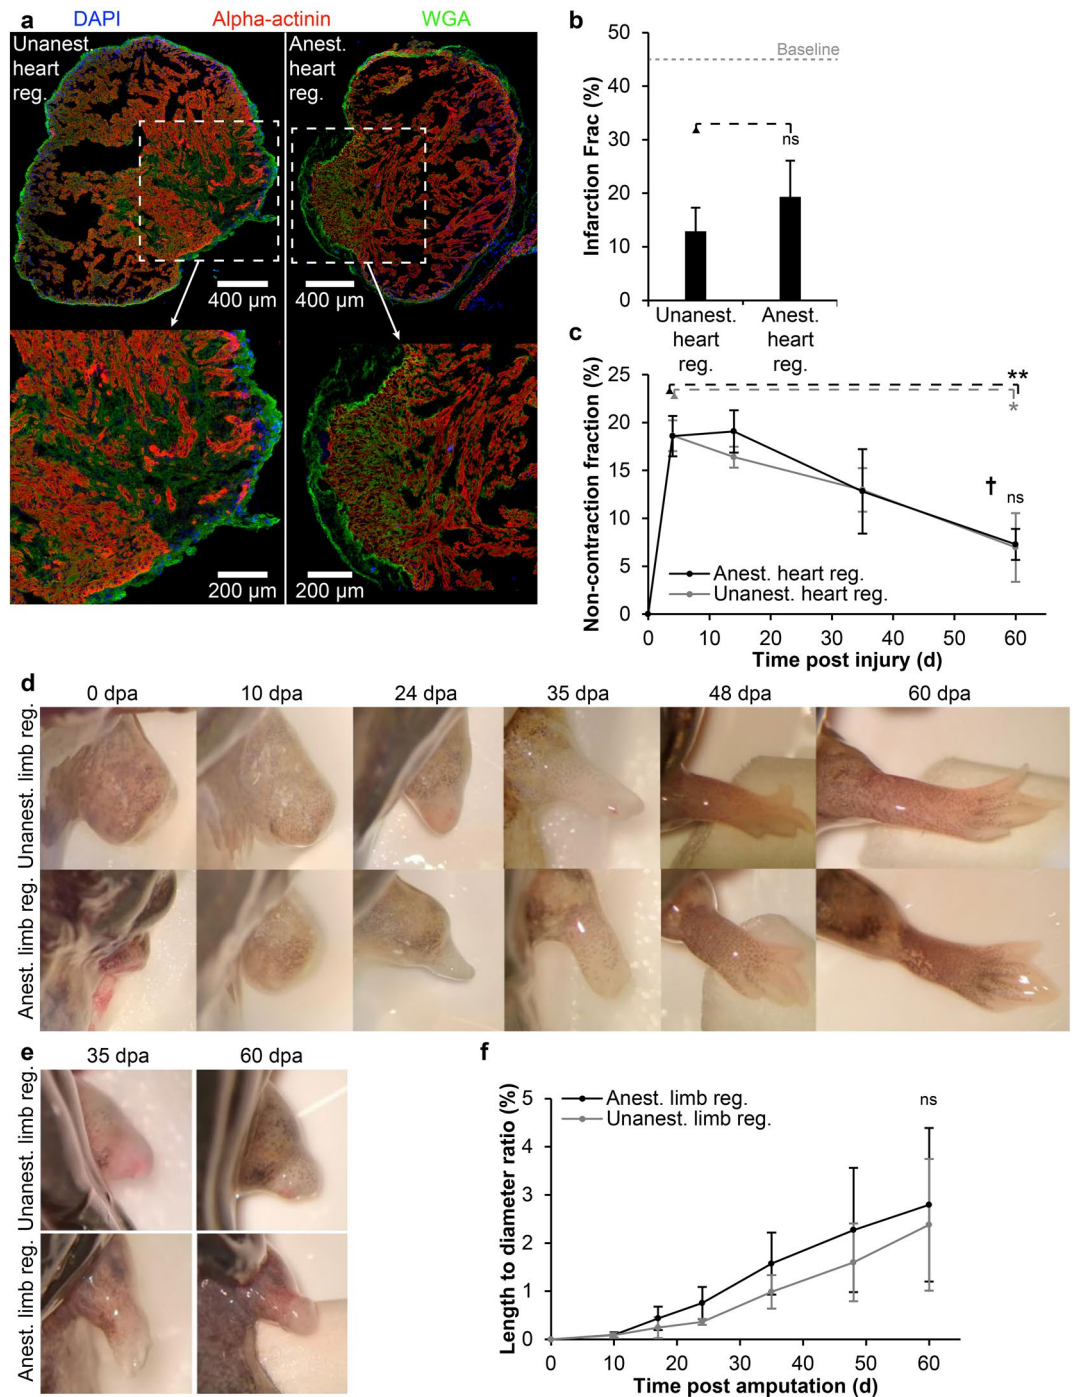 a
DAPI Alpha-actinin WGA
Unanest.
heart
reg.
Anest.
heart
reg.
400 µm
400 µm
200 µm
200 µm
b
Infarction Frac (%)
50
40
30
20
10
0
Baseline
ns
Unanest.
heart
reg.
Anest.
heart
reg.
c
Non-contraction fraction (%)
25
20
15
10
5
0
**
*
†
ns
Anest. heart reg.
Unanest. heart reg.
0 10 20 30 40 50 60
Time post injury (d)
d
0 dpa 10 dpa 24 dpa 35 dpa 48 dpa 60 dpa
Unanest. limb reg.
Anest. limb reg.
e
35 dpa 60 dpa
Unanest. limb reg.
Anest. limb reg.
f
Length to diameter ratio (%)
5
4
3
2
1
0
Anest. limb reg.
Unanest. limb reg.
ns
0 10 20 30 40 50 60
Time post amputation (d)